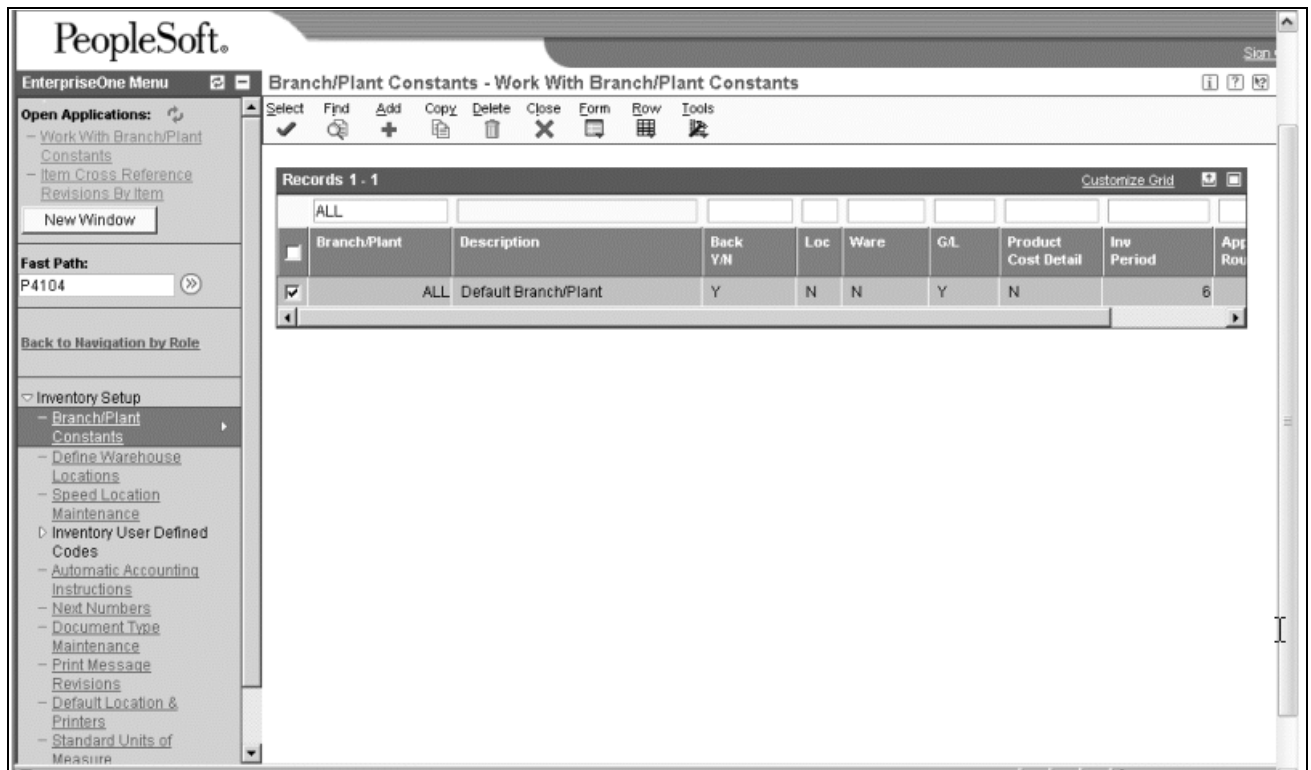 PeopleSoft®
Sign
EnterpriseOne Menu
Branch/Plant Constants - Work With Branch/Plant Constants
Open Applications:
– Work With Branch/Plant
Constants
– Item Cross Reference
Revisions By Item
New Window
Fast Path:
P4104
Back to Navigation by Role
Inventory Setup
– Branch/Plant
Constants
– Define Warehouse
Locations
– Speed Location
Maintenance
Inventory User Defined
Codes
– Automatic Accounting
Instructions
– Next Numbers
– Document Type
Maintenance
– Print Message
Revisions
– Default Location &
Printers
– Standard Units of
Measure
Select Find Add Copy Delete Close Form Row Tools
Records 1 - 1 Customize Grid
ALL
Branch/Plant Description Back Y/N Loc Ware G/L Product Cost Detail Inv Period App Rou
ALL Default Branch/Plant Y N N Y N 6